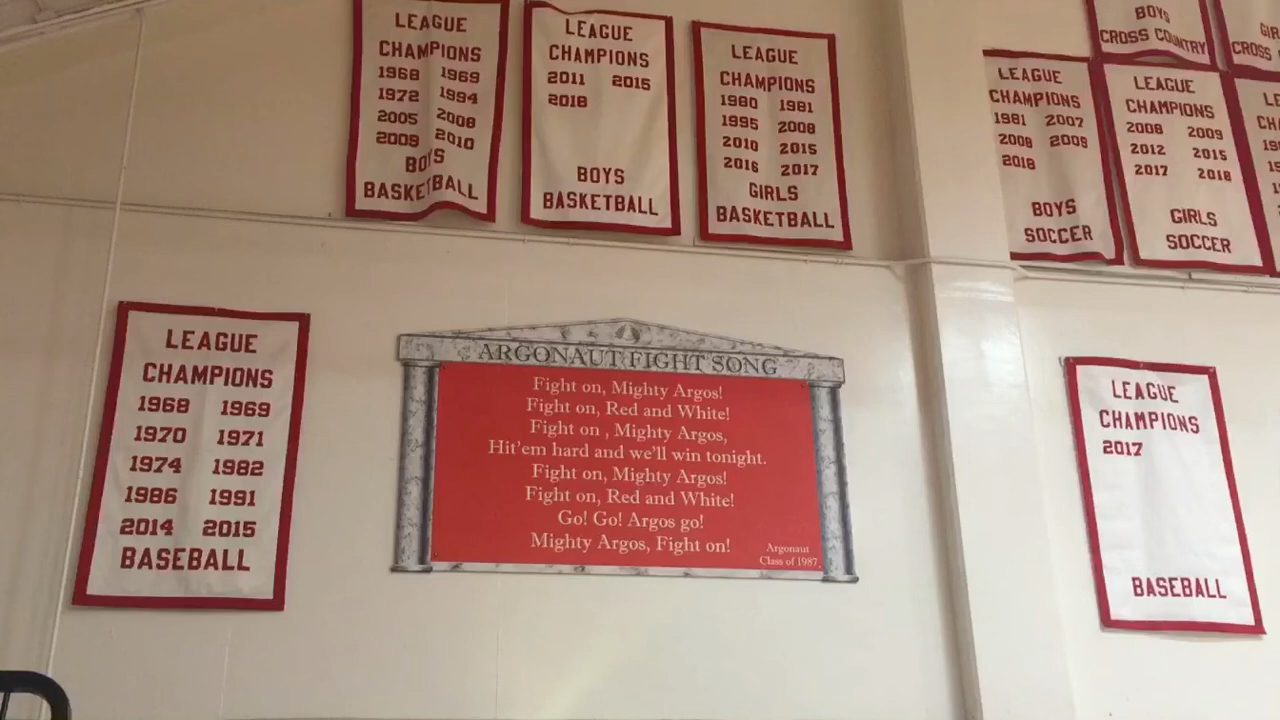 LEAGUE
CHAMPIONS
1968 1969
1972 1994
2005 2008
2009 2010
BOYS
BASKETBALL
LEAGUE
CHAMPIONS
2011 2015
2018
BOYS
BASKETBALL
LEAGUE
CHAMPIONS
1980 1981
1995 2008
2010 2015
2016 2017
GIRLS
BASKETBALL
BOYS
CROSS COUNTRY
CROSS
LEAGUE
CHAMPIONS
1981 2007
2008 2009
2018
BOYS
SOCCER
LEAGUE
CHAMPIONS
2008 2009
2012 2015
2017 2018
GIRLS
SOCCER
LEAGUE
CHAMPIONS
1968 1969
1970 1971
1974 1982
1986 1991
2014 2015
BASEBALL
ARGONAUT FIGHT SONG
Fight on, Mighty Argos!
Fight on, Red and White!
Fight on , Mighty Argos,
Hit'em hard and we'll win tonight.
Fight on, Mighty Argos!
Fight on, Red and White!
Go! Go! Argos go!
Mighty Argos, Fight on!
Argonaut
Class of 1987
LEAGUE
CHAMPIONS
2017
BASEBALL